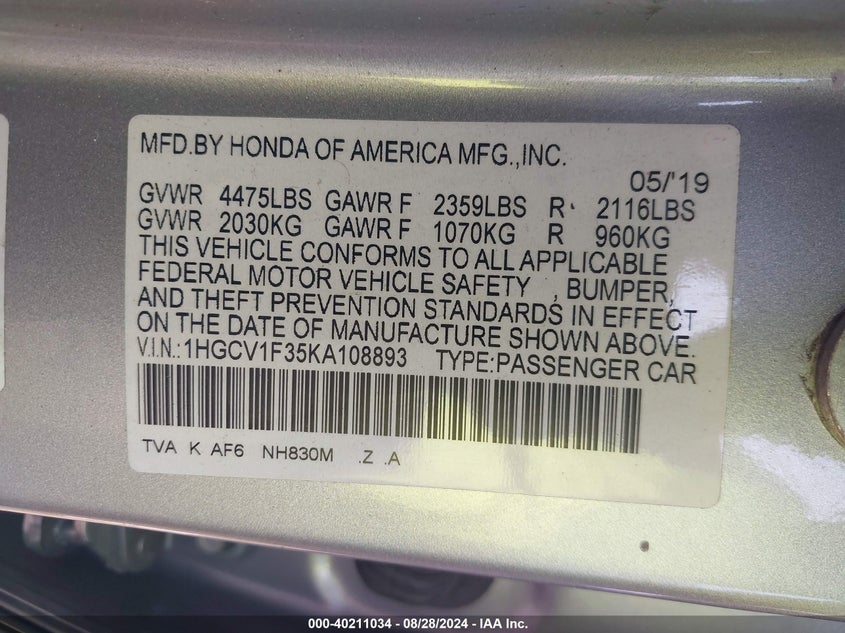 MFD.BY HONDA OF AMERICA MFG.,INC.
05/'19
GVWR 4475LBS GAWR F 2359LBS R 2116LBS
GVWR 2030KG GAWR F 1070KG R 960KG
THIS VEHICLE CONFORMS TO ALL APPLICABLE
FEDERAL MOTOR VEHICLE SAFETY , BUMPER,
AND THEFT PREVENTION STANDARDS IN EFFECT
ON THE DATE OF MANUFACTURE SHOWN ABOVE.
V.I.N.:1HGCV1F35KA108893 TYPE:PASSENGER CAR
TVA K AF6 NH830M .Z .A
000-40211034 / 08/28/2024 - IAA Inc.